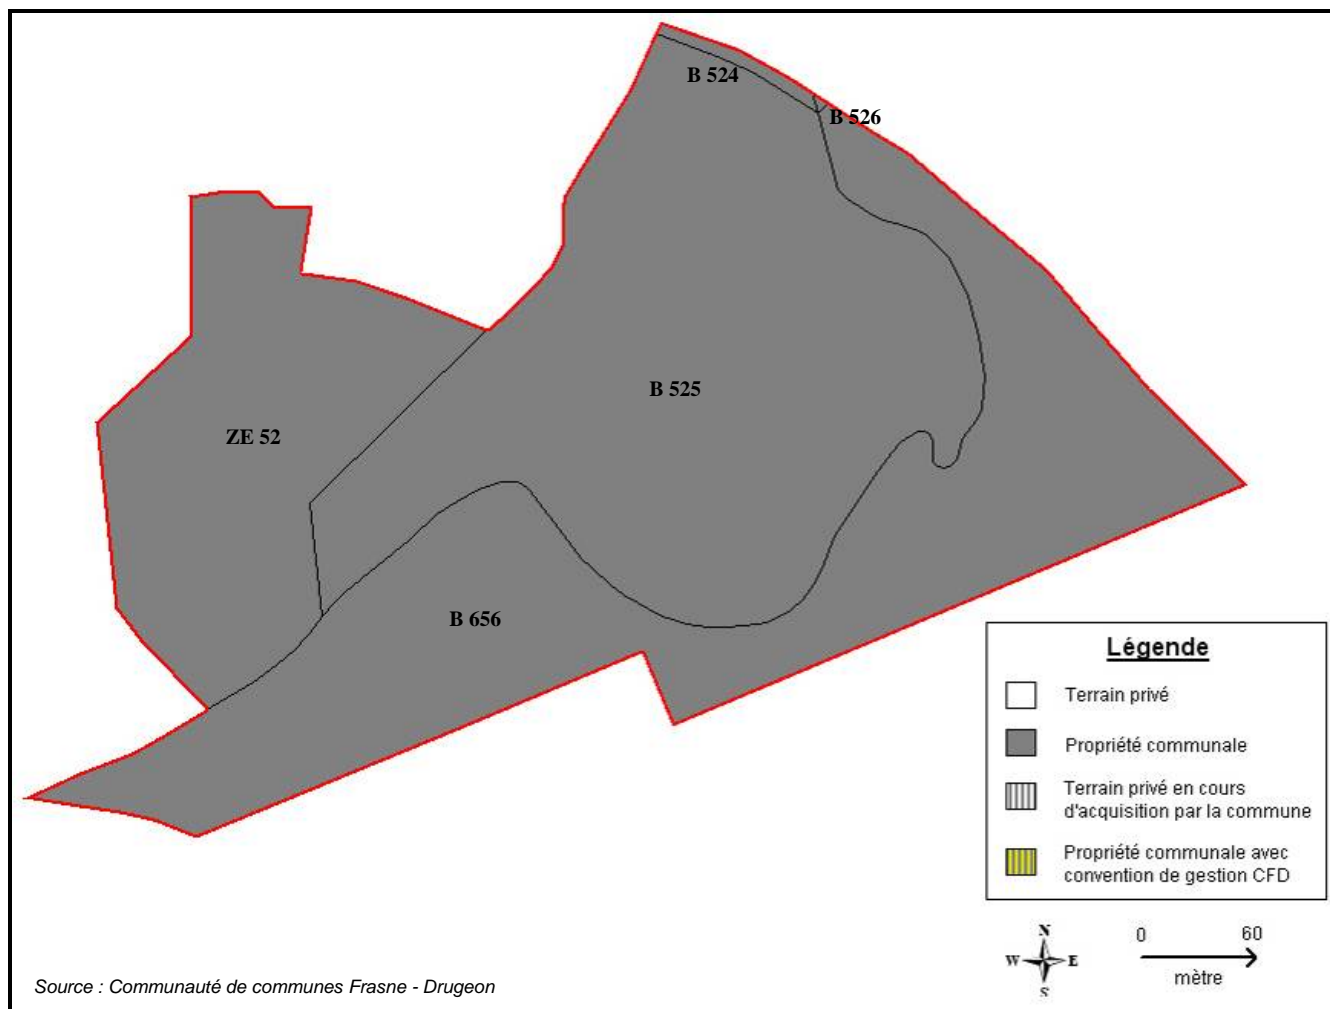 B 524
B 526
B 525
ZE 52
B 656
Légende
Terrain privé
Propriété communale
Terrain privé en cours
d'acquisition par la commune
Propriété communale avec
convention de gestion CFD
N
W E
S
0 60
mètre
Source : Communauté de communes Frasne - Drugeon